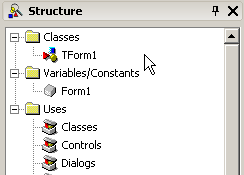 Structure
Classes
TForm1
Variables/Constants
Form1
Uses
Classes
Controls
Dialogs